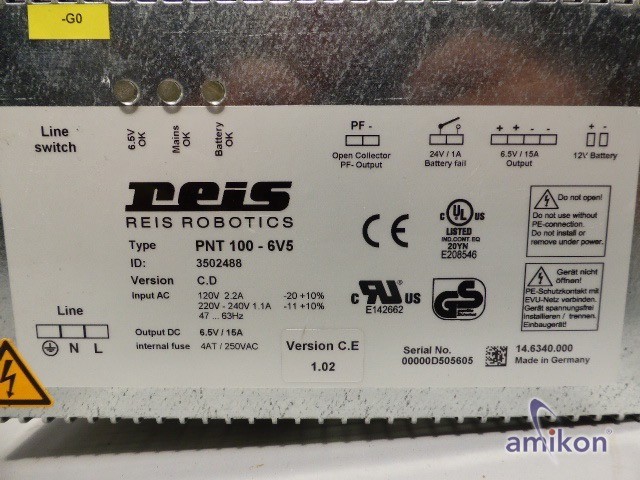 -G0
Line
switch
6.5V
OK
Mains
OK
Battery
OK
PF -
Open Collector
PF- Output
24V / 1A
Battery fail
+ + - -
6.5V / 15A
Output
+ -
12V Battery
reis
REIS ROBOTICS
Type PNT 100 - 6V5
ID: 3502488
Version C.D
Input AC 120V 2.2A -20 +10%
220V - 240V 1.1A -11 +10%
47 ... 63Hz
Output DC 6.5V / 15A
internal fuse 4AT / 250VAC
Line
N L
Version C.E
1.02
CE
C UL US
LISTED
IND.CONT.EQ
20YN
E208546
C RU US
E142662
GS
Do not open!
Do not use without
PE-connection.
Do not install or
remove under power.
Gerät nicht
öffnen!
PE-Schutzkontakt mit
EVU-Netz verbinden.
Gerät spannungsfrei
installieren / trennen.
Einbaugerät!
Serial No.
00000D505605
14.6340.000
Made in Germany
amikon